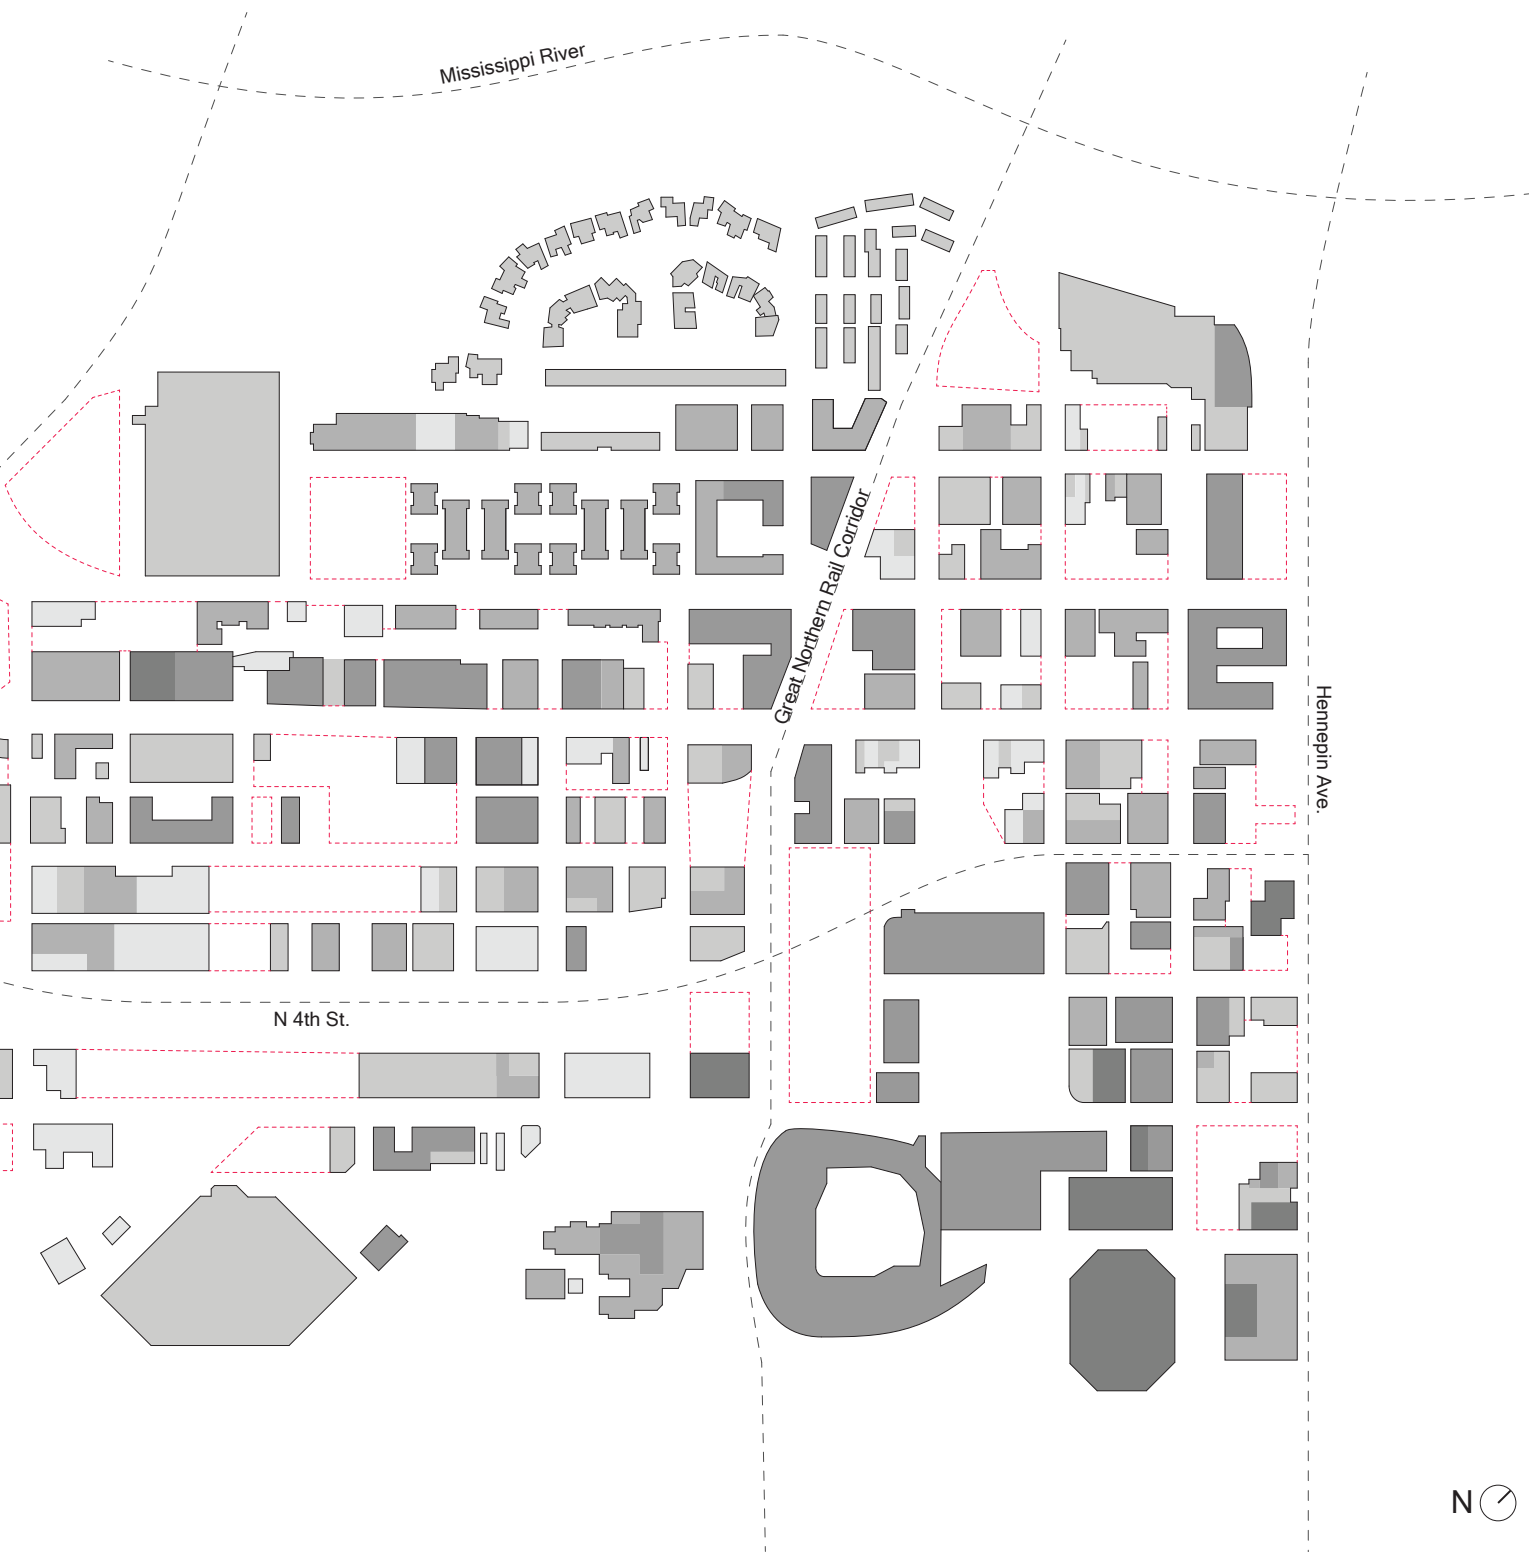 Mississippi River
Great Northern Rail Corridor
Hennepin Ave.
N 4th St.
N